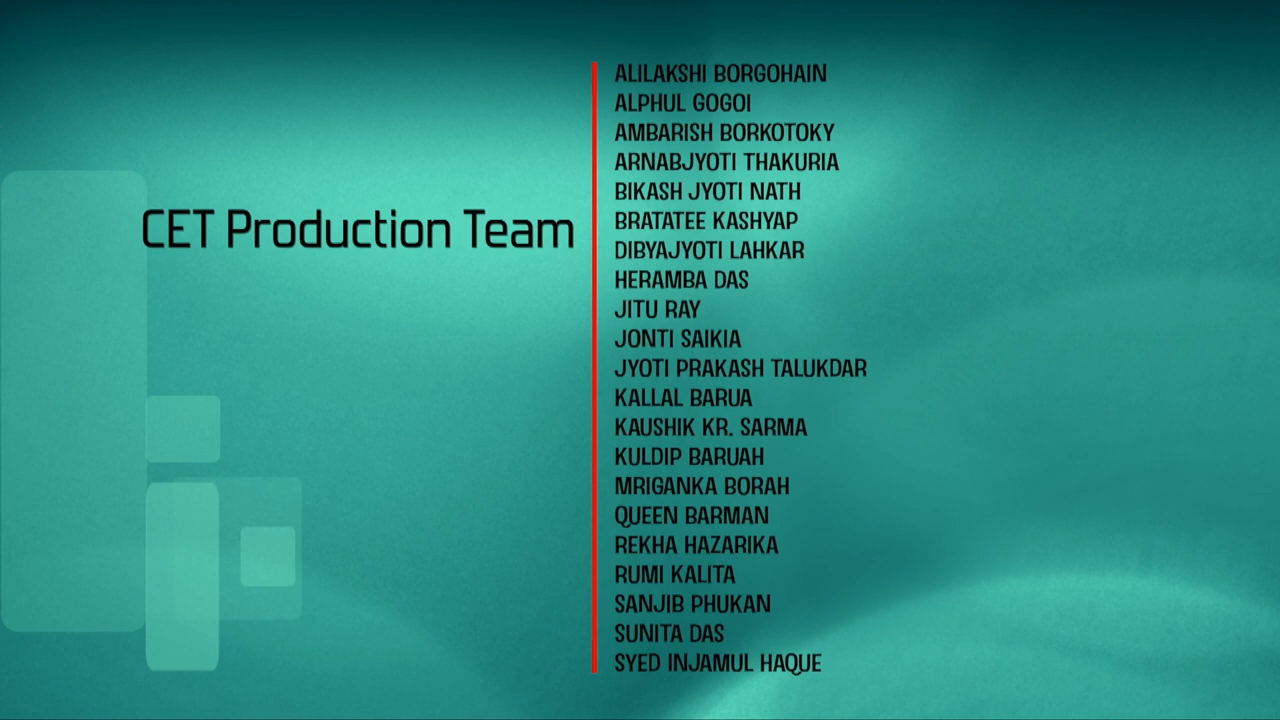 CET Production Team
ALILAKSHI BORGOHAIN
ALPHUL GOGOI
AMBARISH BORKOTOKY
ARNABJYOTI THAKURIA
BIKASH JYOTI NATH
BRATATEE KASHYAP
DIBYAJYOTI LAHKAR
HERAMBA DAS
JITU RAY
JONTI SAIKIA
JYOTI PRAKASH TALUKDAR
KALLAL BARUA
KAUSHIK KR. SARMA
KULDIP BARUAH
MRIGANKA BORAH
QUEEN BARMAN
REKHA HAZARIKA
RUMI KALITA
SANJIB PHUKAN
SUNITA DAS
SYED INJAMUL HAQUE